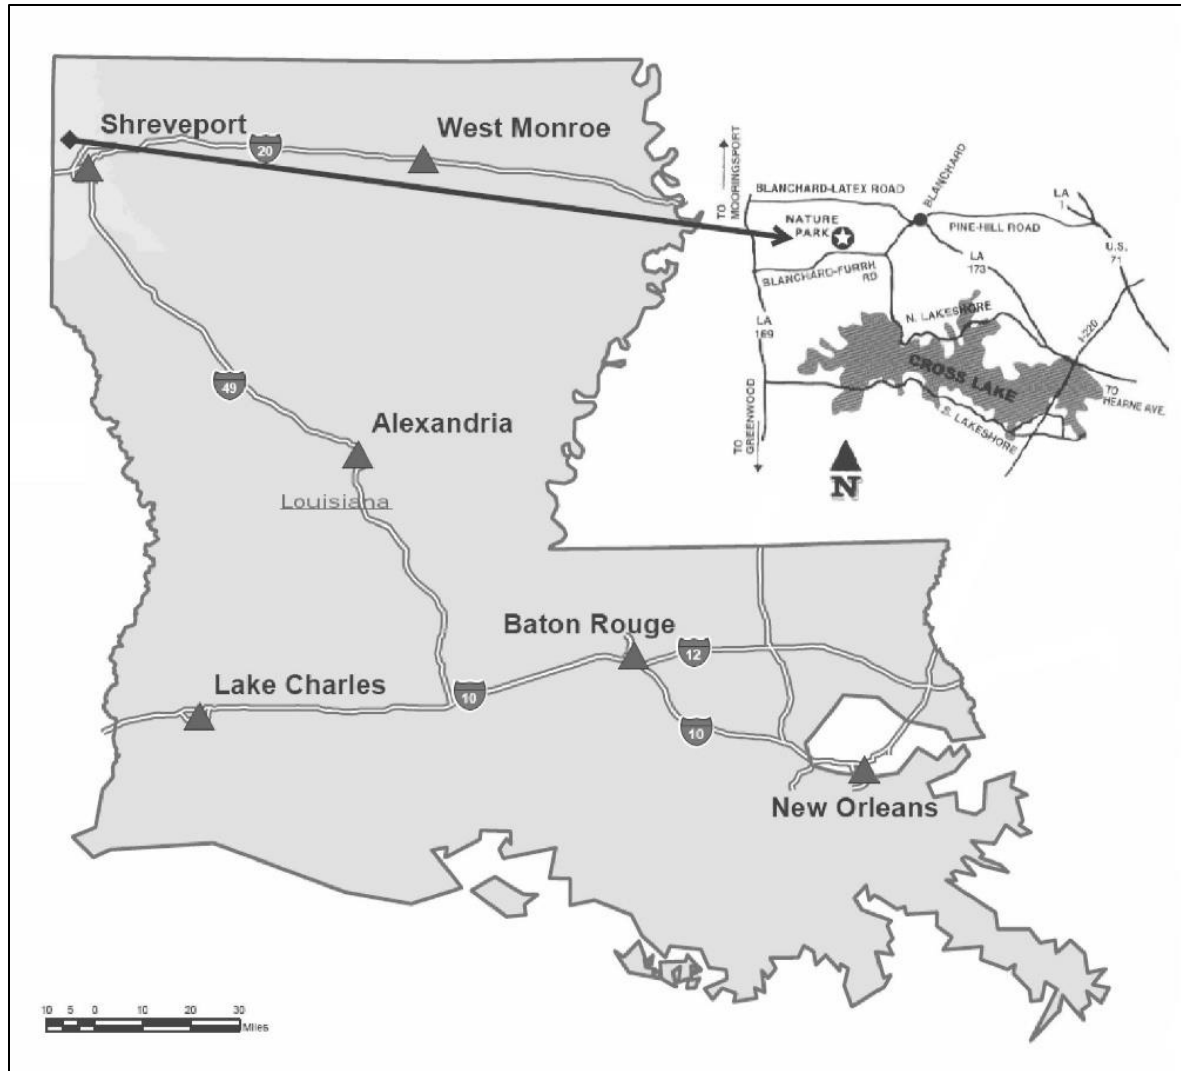 Shreveport
20
West Monroe
49
Alexandria
Louisiana
Baton Rouge
12
Lake Charles
10
10
New Orleans
10 5 0 10 20 30
Miles
TO
MOORINGSPORT
BLANCHARD-LATEX ROAD
BLANCHARD
LA
1
NATURE
PARK
PINE-HILL ROAD
U.S.
71
LA
173
BLANCHARD-FURRH
RD
LA
169
N. LAKESHORE
I-220
CROSS LAKE
TO
HEARNE AVE.
S. LAKESHORE
TO
GREENWOOD
N